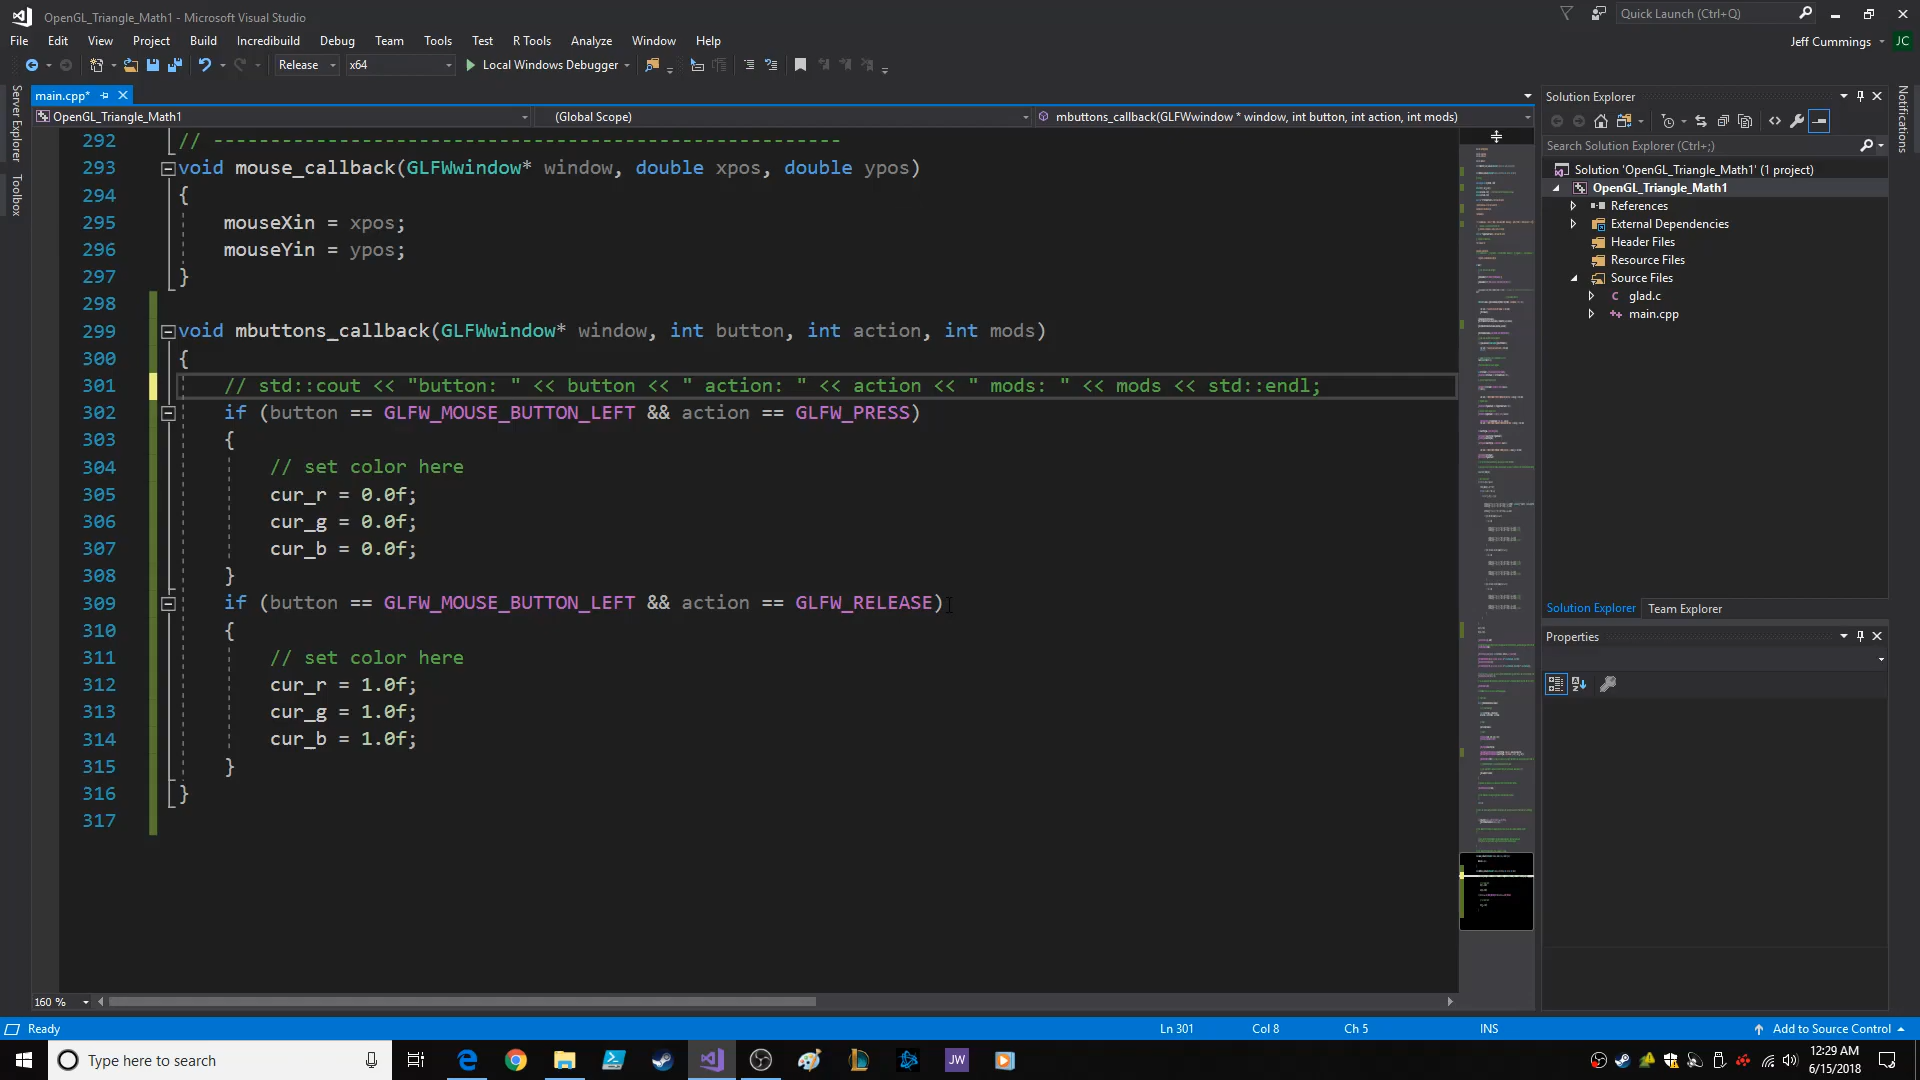 OpenGL_Triangle_Math1 - Microsoft Visual Studio
Quick Launch (Ctrl+Q)
File Edit View Project Build Incredibuild Debug Team Tools Test R Tools Analyze Window Help
Jeff Cummings JC
Release x64 Local Windows Debugger
Server Explorer
Toolbox
main.cpp*
OpenGL_Triangle_Math1 (Global Scope) mbuttons_callback(GLFWwindow * window, int button, int action, int mods)
292 // -------------------------------------------------------
293 void mouse_callback(GLFWwindow* window, double xpos, double ypos)
294 {
295 mouseXin = xpos;
296 mouseYin = ypos;
297 }
298
299 void mbuttons_callback(GLFWwindow* window, int button, int action, int mods)
300 {
301 // std::cout << "button: " << button << " action: " << action << " mods: " << mods << std::endl;
302 if (button == GLFW_MOUSE_BUTTON_LEFT && action == GLFW_PRESS)
303 {
304 // set color here
305 cur_r = 0.0f;
306 cur_g = 0.0f;
307 cur_b = 0.0f;
308 }
309 if (button == GLFW_MOUSE_BUTTON_LEFT && action == GLFW_RELEASE)
310 {
311 // set color here
312 cur_r = 1.0f;
313 cur_g = 1.0f;
314 cur_b = 1.0f;
315 }
316 }
317
160 %
Solution Explorer
Search Solution Explorer (Ctrl+;)
Solution 'OpenGL_Triangle_Math1' (1 project)
OpenGL_Triangle_Math1
References
External Dependencies
Header Files
Resource Files
Source Files
glad.c
main.cpp
Solution Explorer Team Explorer
Properties
Notifications
Ready Ln 301 Col 8 Ch 5 INS Add to Source Control
Type here to search
JW
12:29 AM
6/15/2018